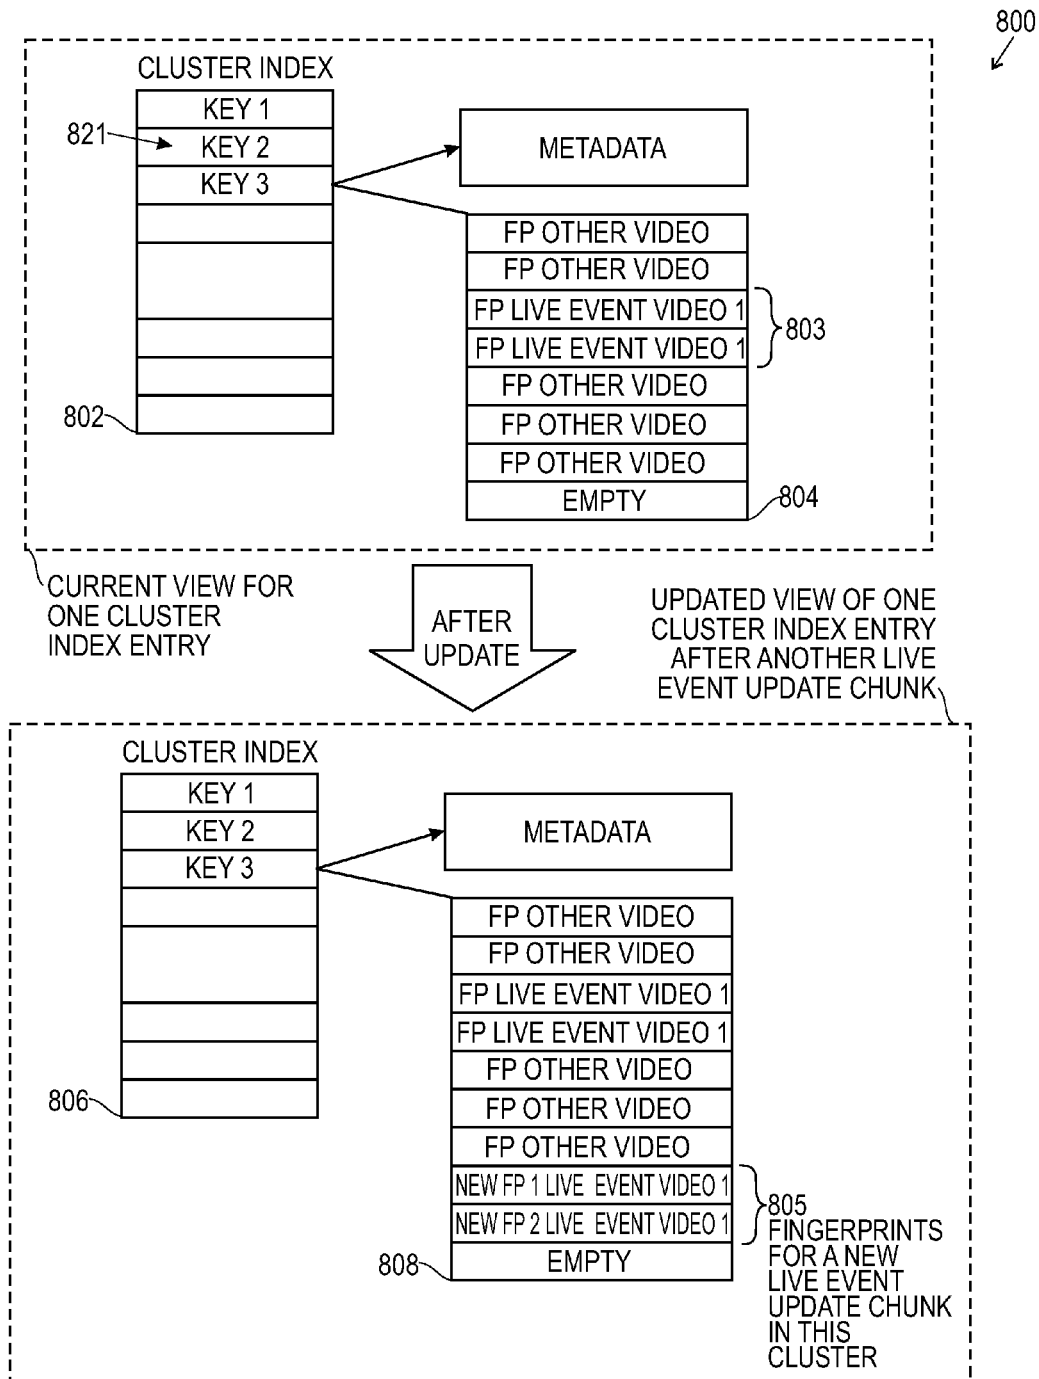 800
CLUSTER INDEX
KEY 1
821
KEY 2
KEY 3
METADATA
FP OTHER VIDEO
FP OTHER VIDEO
FP LIVE EVENT VIDEO 1
FP LIVE EVENT VIDEO 1
803
FP OTHER VIDEO
FP OTHER VIDEO
FP OTHER VIDEO
EMPTY
802
804
CURRENT VIEW FOR
ONE CLUSTER
INDEX ENTRY
AFTER
UPDATE
UPDATED VIEW OF ONE
CLUSTER INDEX ENTRY
AFTER ANOTHER LIVE
EVENT UPDATE CHUNK
CLUSTER INDEX
KEY 1
KEY 2
KEY 3
METADATA
806
FP OTHER VIDEO
FP OTHER VIDEO
FP LIVE EVENT VIDEO 1
FP LIVE EVENT VIDEO 1
FP OTHER VIDEO
FP OTHER VIDEO
FP OTHER VIDEO
NEW FP 1 LIVE EVENT VIDEO 1
NEW FP 2 LIVE EVENT VIDEO 1
EMPTY
808
805
FINGERPRINTS
FOR A NEW
LIVE EVENT
UPDATE CHUNK
IN THIS
CLUSTER